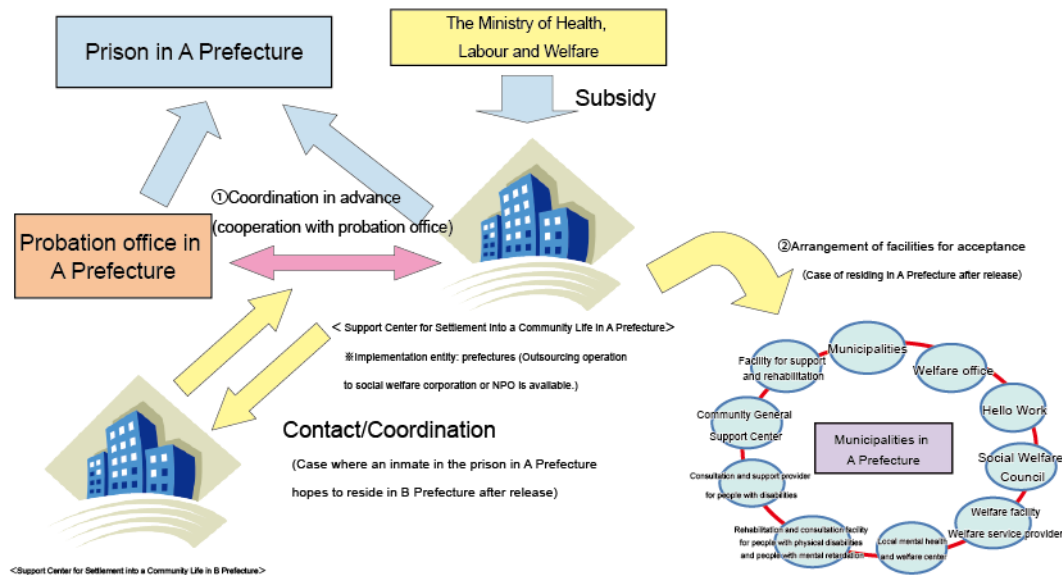 The Ministry of Health,
Labour and Welfare
Prison in A Prefecture
Subsidy
①Coordination in advance
(cooperation with probation office)
Probation office in
A Prefecture
②Arrangement of facilities for acceptance
(Case of residing in A Prefecture after release)
< Support Center for Settlement into a Community Life in A Prefecture>
※Implementation entity: prefectures (Outsourcing operation
to social welfare corporation or NPO is available.)
Contact/Coordination
(Case where an inmate in the prison in A Prefecture
hopes to reside in B Prefecture after release)
<Support Center for Settlement into a Community Life in B Prefecture>
Municipalities
Welfare office
Hello Work
Social Welfare
Council
Welfare facility
Welfare service provider
Local mental health
and welfare center
Rehabilitation and consultation facility
for people with physical disabilities
and people with mental retardation
Consultation and support provider
for people with disabilities
Community General
Support Center
Facility for support
and rehabilitation
Municipalities in
A Prefecture